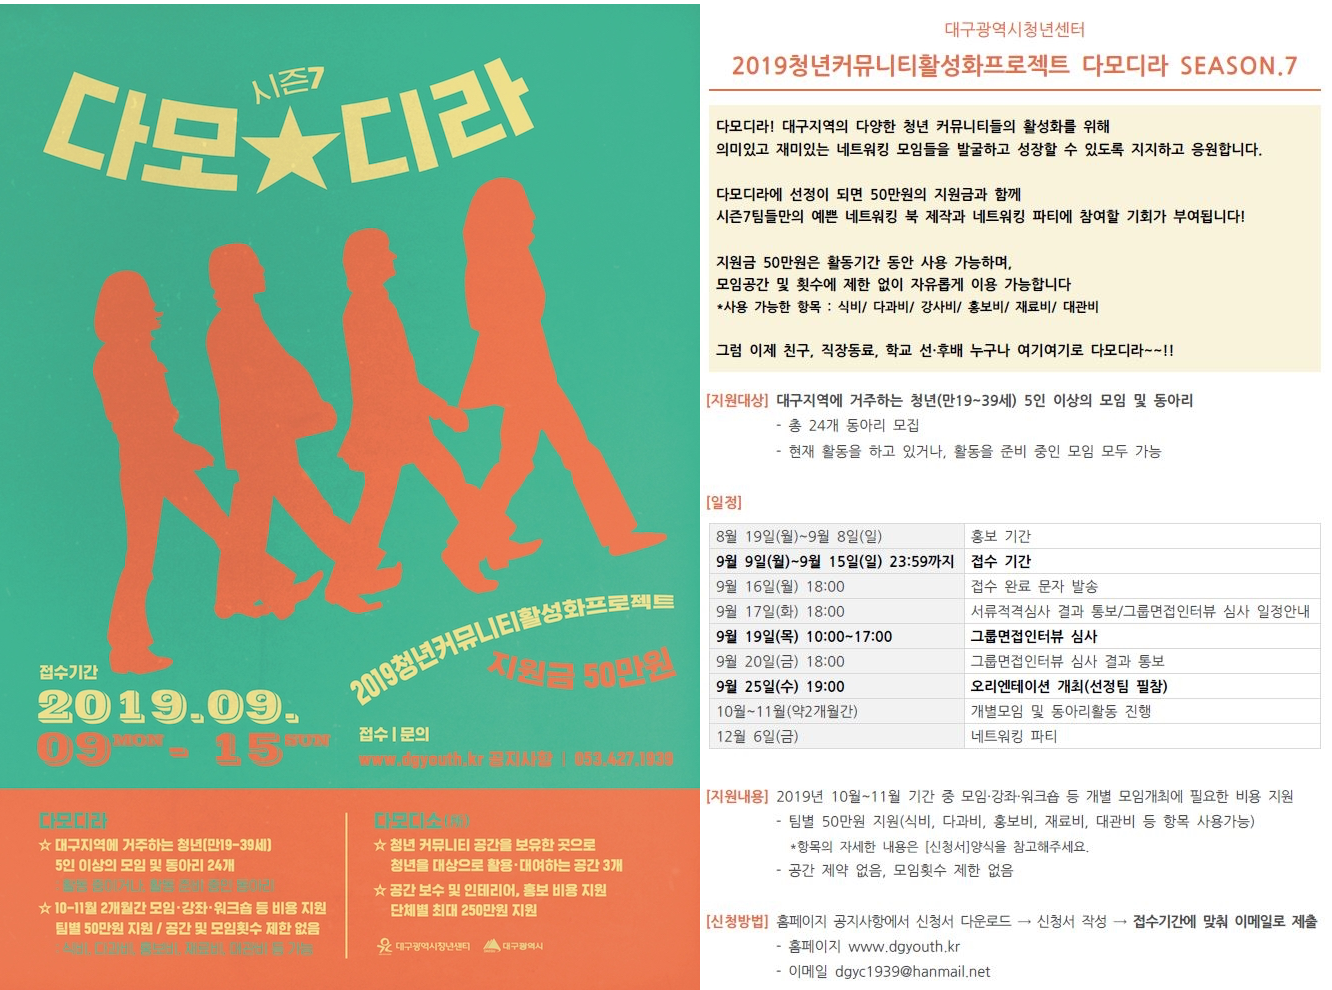 시즌7
다모★디라
2019청년커뮤니티활성화프로젝트
지원금 50만원
접수기간
2019.09.
09MON - 15SUN
접수 | 문의
www.dgyouth.kr 공지사항 | 053.427.1939
다모디라
☆ 대구지역에 거주하는 청년(만19-39세)
5인 이상의 모임 및 동아리 24개
☆ 10-11월 2개월간 모임·강좌·워크숍 등 비용 지원
팀별 50만원 지원 / 공간 및 모임횟수 제한 없음
식비, 다과비, 홍보비, 재료비, 대관비 등 가능
다모디소
☆ 청년 커뮤니티 공간을 보유한 곳으로
청년을 대상으로 활용·대여하는 공간 3개
☆ 공간 보수 및 인테리어, 홍보 비용 지원
단체별 최대 250만원 지원
대구광역시청년센터 대구광역시
대구광역시청년센터
2019청년커뮤니티활성화프로젝트 다모디라 SEASON.7
다모디라! 대구지역의 다양한 청년 커뮤니티들의 활성화를 위해
의미있고 재미있는 네트워킹 모임들을 발굴하고 성장할 수 있도록 지지하고 응원합니다.
다모디라에 선정이 되면 50만원의 지원금과 함께
시즌7팀들만의 예쁜 네트워킹 북 제작과 네트워킹 파티에 참여할 기회가 부여됩니다!
지원금 50만원은 활동기간 동안 사용 가능하며,
모임공간 및 횟수에 제한 없이 자유롭게 이용 가능합니다
*사용 가능한 항목 : 식비/ 다과비/ 강사비/ 홍보비/ 재료비/ 대관비
그럼 이제 친구, 직장동료, 학교 선·후배 누구나 여기여기로 다모디라~~!!
[지원대상] 대구지역에 거주하는 청년(만19~39세) 5인 이상의 모임 및 동아리
- 총 24개 동아리 모집
- 현재 활동을 하고 있거나, 활동을 준비 중인 모임 모두 가능
[일정]
8월 19일(월)~9월 8일(일) 홍보 기간
9월 9일(월)~9월 15일(일) 23:59까지 접수 기간
9월 16일(월) 18:00 접수 완료 문자 발송
9월 17일(화) 18:00 서류적격심사 결과 통보/그룹면접인터뷰 심사 일정안내
9월 19일(목) 10:00~17:00 그룹면접인터뷰 심사
9월 20일(금) 18:00 그룹면접인터뷰 심사 결과 통보
9월 25일(수) 19:00 오리엔테이션 개최(선정팀 필참)
10월~11월(약2개월간) 개별모임 및 동아리활동 진행
12월 6일(금) 네트워킹 파티
[지원내용] 2019년 10월~11월 기간 중 모임·강좌·워크숍 등 개별 모임개최에 필요한 비용 지원
- 팀별 50만원 지원(식비, 다과비, 홍보비, 재료비, 대관비 등 항목 사용가능)
*항목의 자세한 내용은 [신청서]양식을 참고해주세요.
- 공간 제약 없음, 모임횟수 제한 없음
[신청방법] 홈페이지 공지사항에서 신청서 다운로드 → 신청서 작성 → 접수기간에 맞춰 이메일로 제출
- 홈페이지 www.dgyouth.kr
- 이메일 dgyc1939@hanmail.net